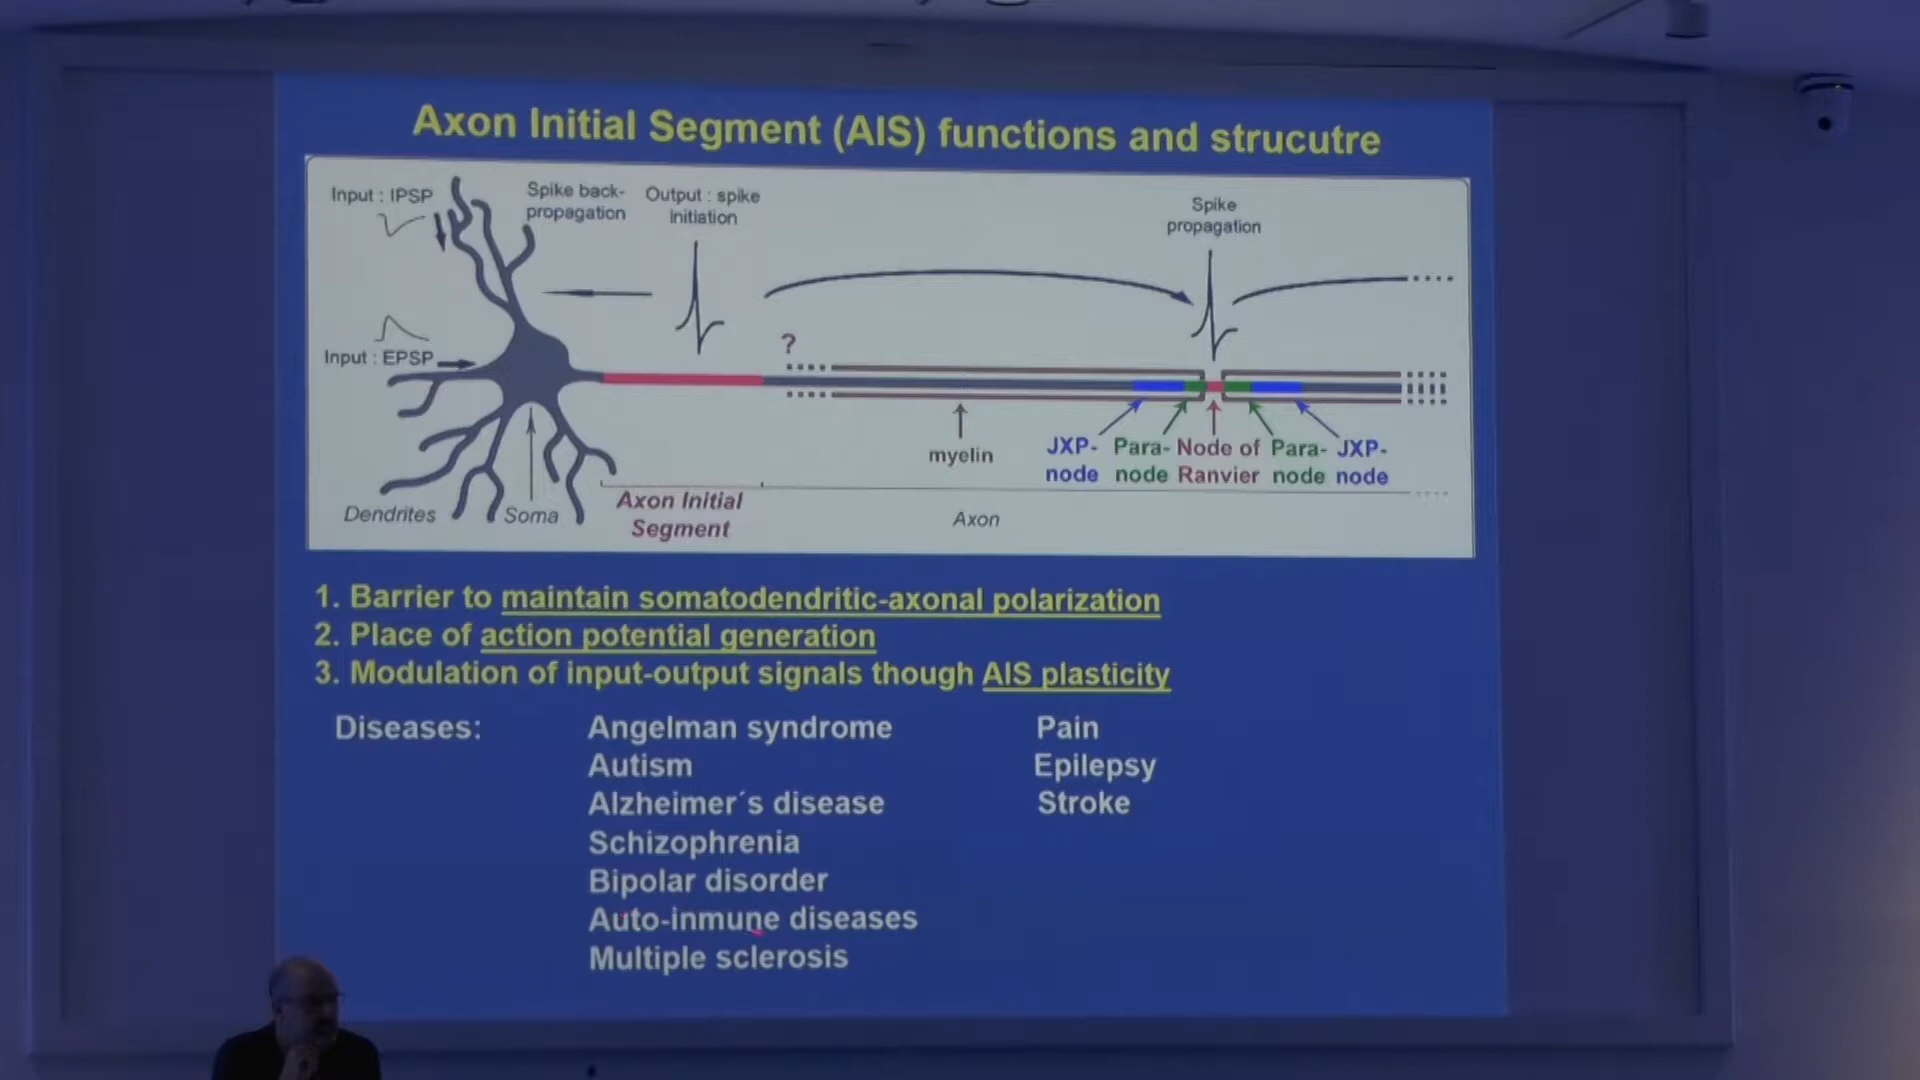 Axon Initial Segment (AIS) functions and strucutre
Input : IPSP
Spike back-
propagation
Output : spike
initiation
Spike
propagation
Input : EPSP
?
myelin
JXP-
node
Para-
node
Node of
Ranvier
Para-
node
JXP-
node
Dendrites
Soma
Axon Initial
Segment
Axon
1. Barrier to maintain somatodendritic-axonal polarization
2. Place of action potential generation
3. Modulation of input-output signals though AIS plasticity
Diseases:
Angelman syndrome
Autism
Alzheimer´s disease
Schizophrenia
Bipolar disorder
Auto-inmune diseases
Multiple sclerosis
Pain
Epilepsy
Stroke